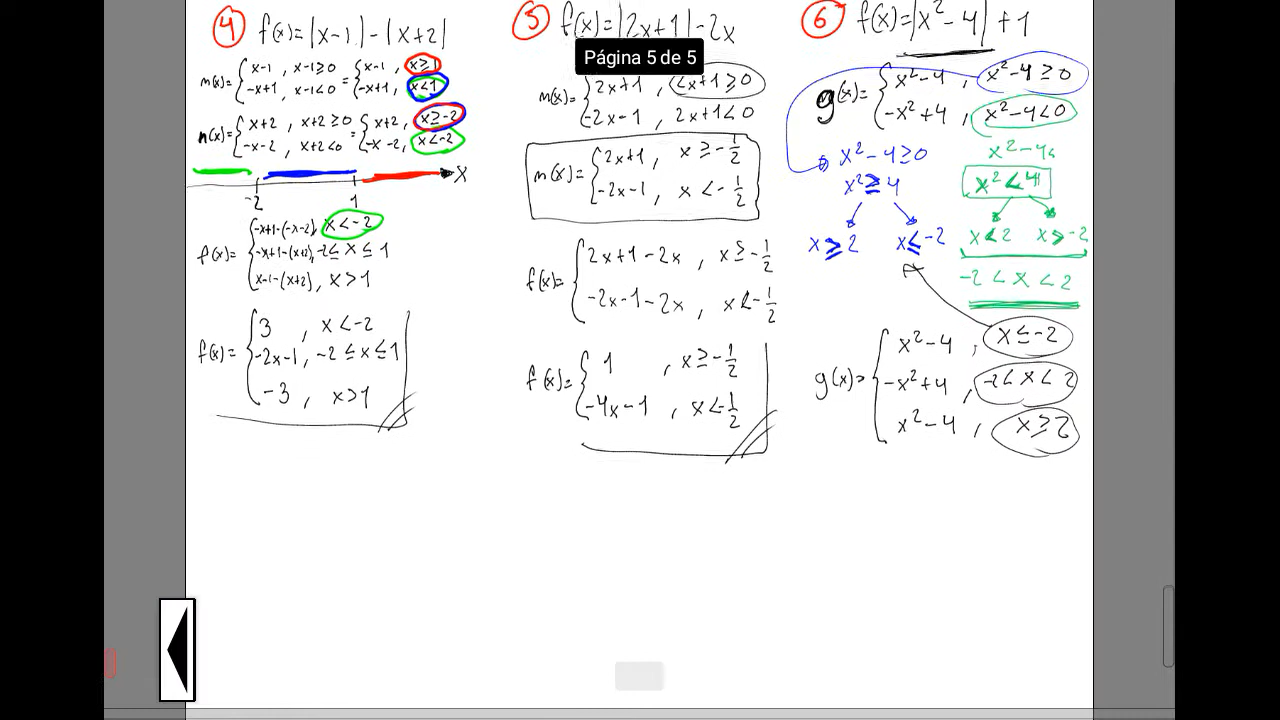 4 f(x)=|x-1|-|x+2|
m(x)={x-1, x-1≥0 = {x-1, x≥1
-x+1, x-1<0 -x+1, x<1
n(x)={x+2, x+2≥0 = {x+2, x≥-2
-x-2, x+2<0 -x-2, x<-2
-2 1 x
f(x)={-x+1-(-x-2), x<-2
-x+1-(x+2), -2≤x≤1
x-1-(x+2), x>1
f(x)={3, x<-2
-2x-1, -2≤x≤1
-3, x>1
5 f(x)=|2x+1|-2x
Página 5 de 5
m(x)={2x+1, 2x+1≥0
-2x-1, 2x+1<0
m(x)={2x+1, x≥-1/2
-2x-1, x<-1/2
f(x)={2x+1-2x, x≥-1/2
-2x-1-2x, x<-1/2
f(x)={1, x≥-1/2
-4x-1, x<-1/2
6 f(x)=|x²-4|+1
g(x)={x²-4, x²-4≥0
-x²+4, x²-4<0
x²-4≥0
x²≥4
x≥2 x≤-2
x²-4<
x²<4
x<2 x>-2
-2<x<2
g(x)={x²-4, x≤-2
-x²+4, -2<x<2
x²-4, x≥2